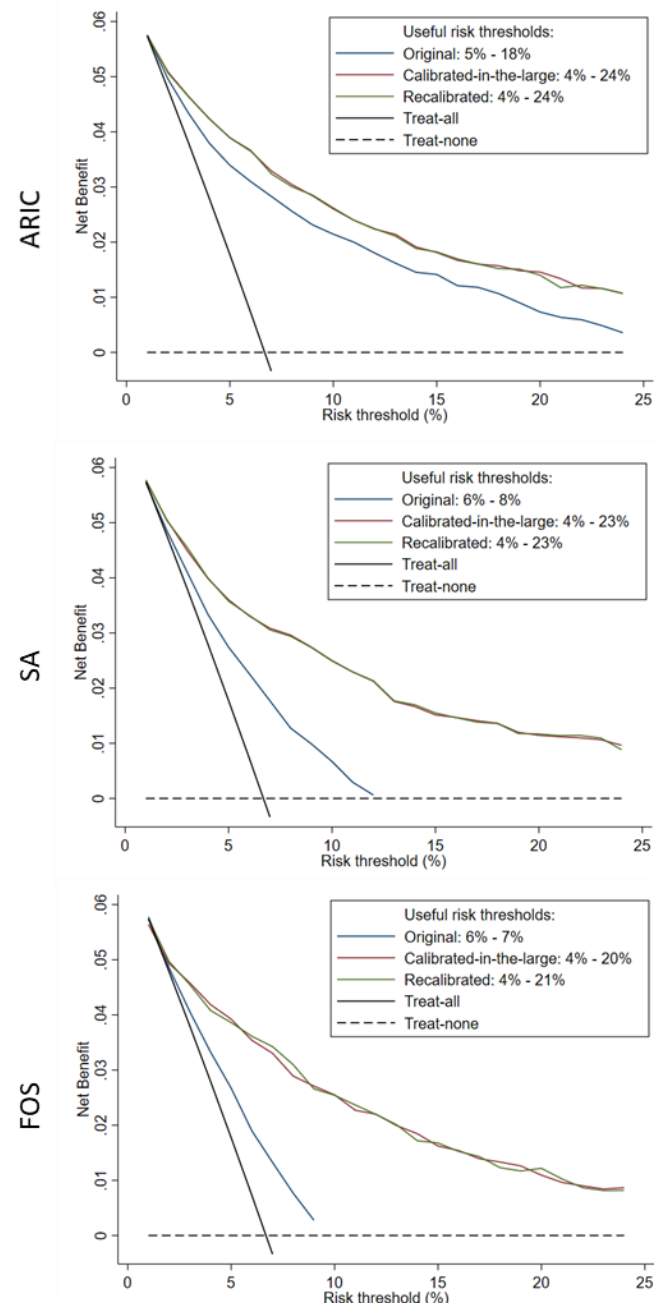 ARIC
Net Benefit
.06
.05
.04
.03
.02
.01
0
Useful risk thresholds:
Original: 5% - 18%
Calibrated-in-the-large: 4% - 24%
Recalibrated: 4% - 24%
Treat-all
Treat-none
0 5 10 15 20 25
Risk threshold (%)
SA
Net Benefit
.06
.05
.04
.03
.02
.01
0
Useful risk thresholds:
Original: 6% - 8%
Calibrated-in-the-large: 4% - 23%
Recalibrated: 4% - 23%
Treat-all
Treat-none
0 5 10 15 20 25
Risk threshold (%)
FOS
Net Benefit
.06
.05
.04
.03
.02
.01
0
Useful risk thresholds:
Original: 6% - 7%
Calibrated-in-the-large: 4% - 20%
Recalibrated: 4% - 21%
Treat-all
Treat-none
0 5 10 15 20 25
Risk threshold (%)